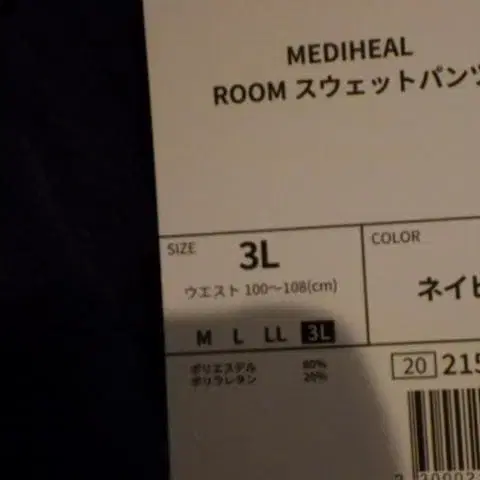 MEDIHEAL
ROOM スウェットパンツ
SIZE
3L
ウエスト 100〜108(cm)
M L LL 3L
COLOR
ネイビ
ポリエステル 80%
ポリウレタン 20%
20 215